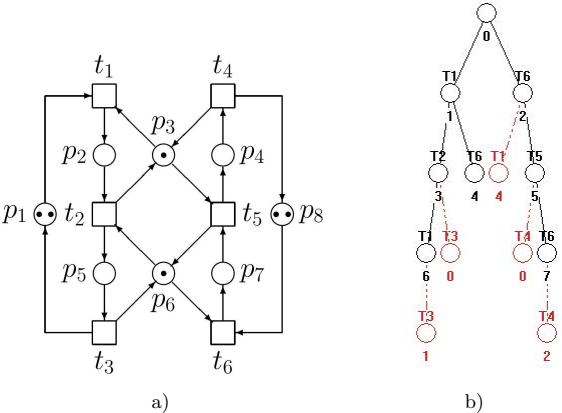 0
t1 t4
T1 T6
p3
1 2
p2 p4
T2 T6 T1 T5
p1 t2 t5 p8
3 4 4 5
T1 T3 T4 T6
p5 p7
6 0 0 7
p6
T3 T4
t3 t6
1 2
a) b)